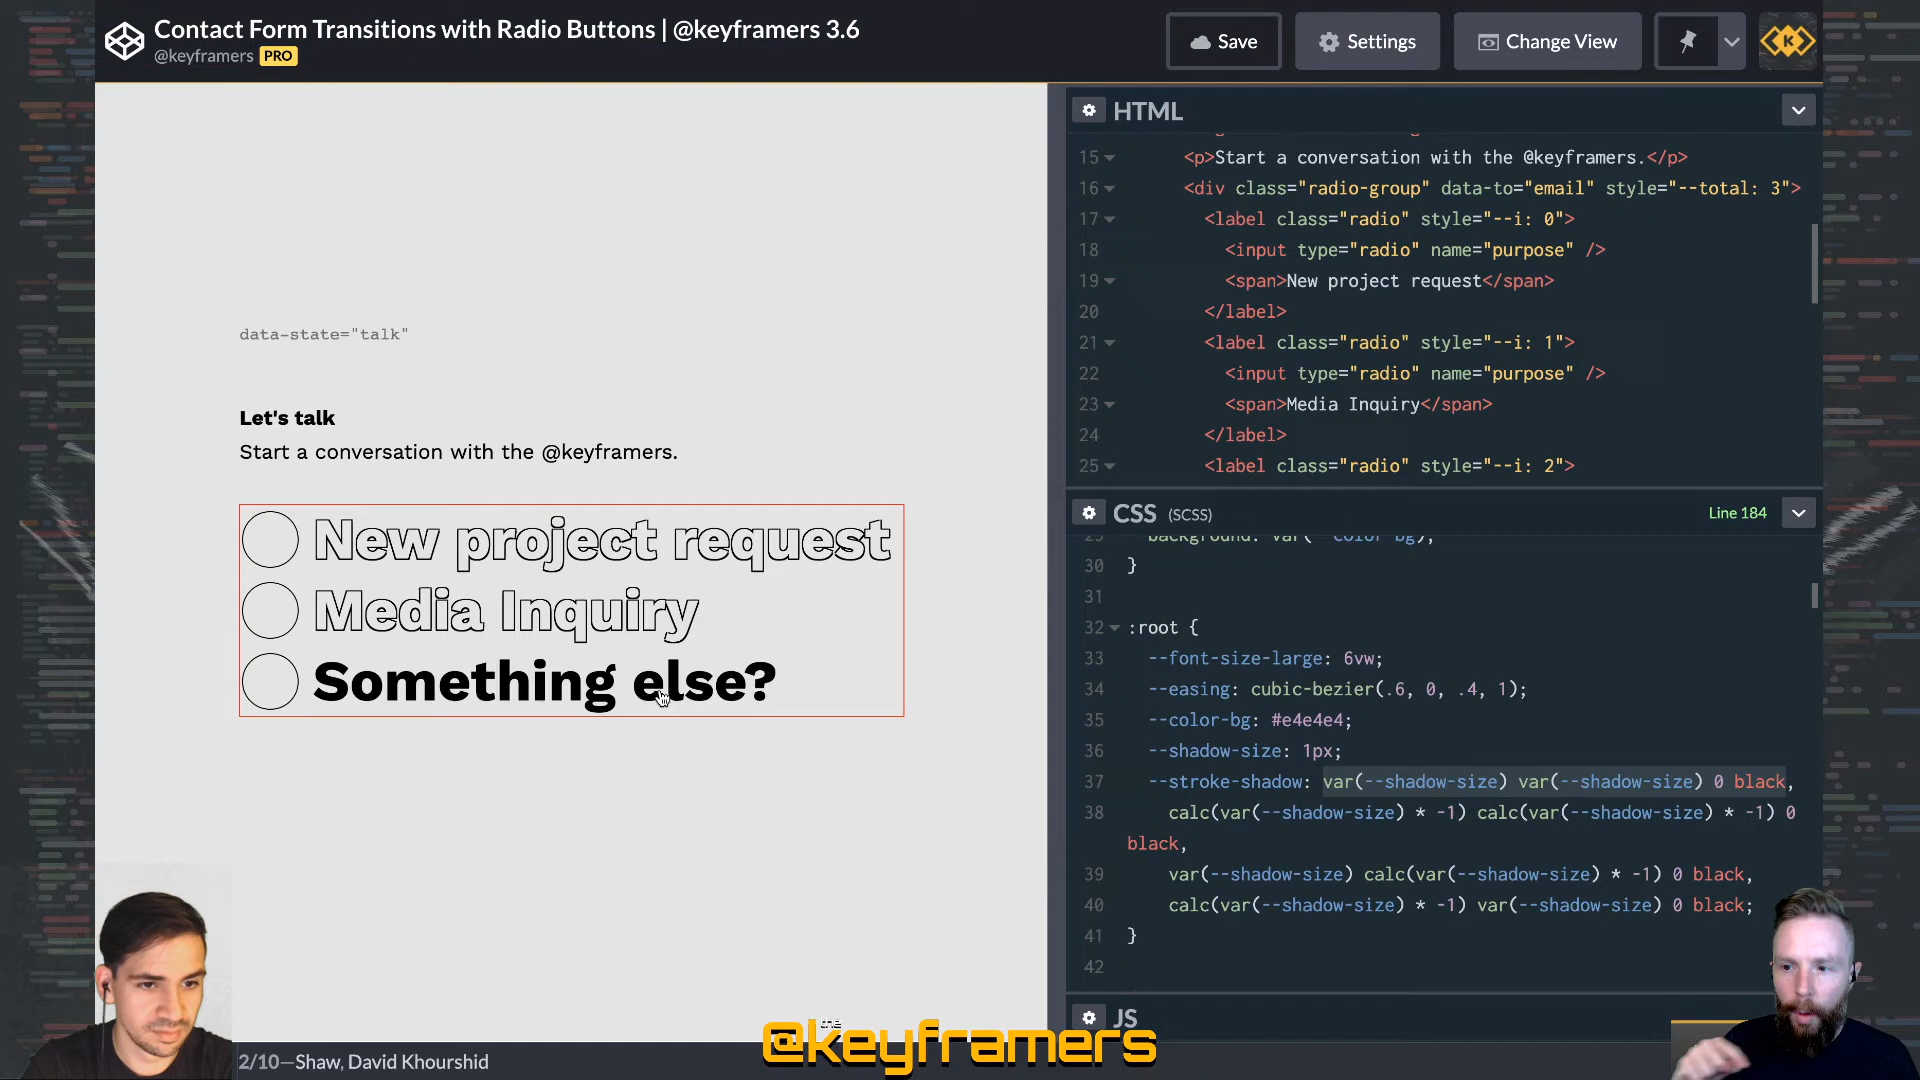 Contact Form Transitions with Radio Buttons | @keyframers 3.6
@keyframers PRO
Save
Settings
Change View
K
data-state="talk"
Let's talk
Start a conversation with the @keyframers.
New project request
Media Inquiry
Something else?
HTML
15 <p>Start a conversation with the @keyframers.</p>
16 <div class="radio-group" data-to="email" style="--total: 3">
17 <label class="radio" style="--i: 0">
18 <input type="radio" name="purpose" />
19 <span>New project request</span>
20 </label>
21 <label class="radio" style="--i: 1">
22 <input type="radio" name="purpose" />
23 <span>Media Inquiry</span>
24 </label>
25 <label class="radio" style="--i: 2">
CSS (SCSS)
Line 184
29 background: var(--color-bg);
30 }
31
32 :root {
33 --font-size-large: 6vw;
34 --easing: cubic-bezier(.6, 0, .4, 1);
35 --color-bg: #e4e4e4;
36 --shadow-size: 1px;
37 --stroke-shadow: var(--shadow-size) var(--shadow-size) 0 black,
38 calc(var(--shadow-size) * -1) calc(var(--shadow-size) * -1) 0
black,
39 var(--shadow-size) calc(var(--shadow-size) * -1) 0 black,
40 calc(var(--shadow-size) * -1) var(--shadow-size) 0 black;
41 }
42
JS
the
@keyframers
2/10—Shaw, David Khourshid